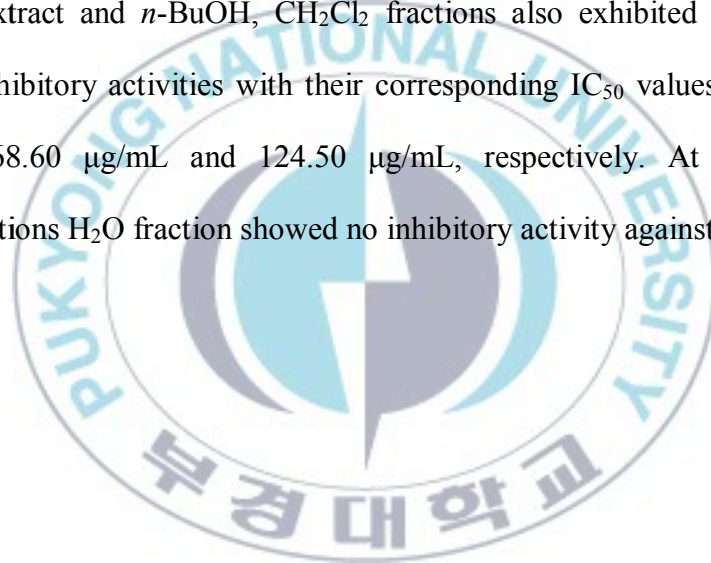 xtract and n-BuOH, CH₂Cl₂ fractions also exhibited
hibitory activities with their corresponding IC₅₀ values
68.60 μg/mL and 124.50 μg/mL, respectively. At
tions H₂O fraction showed no inhibitory activity against
PUKYONG NATIONAL UNIVERSITY
부경대학교